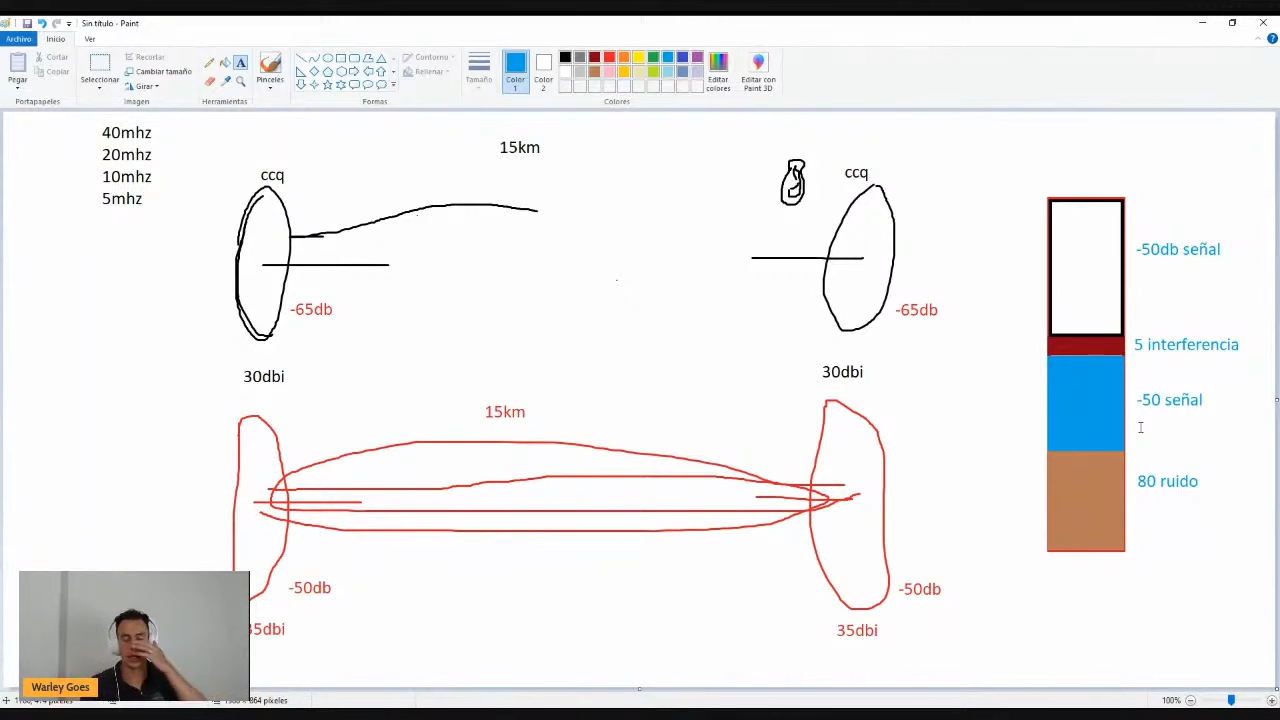 Sin título - Paint
Archivo
Inicio
Ver
Pegar
Cortar
Copiar
Portapapeles
Seleccionar
Recortar
Cambiar tamaño
Girar
Imagen
A
Herramientas
Pinceles
Contorno
Rellenar
Formas
Tamaño
Color 1
Color 2
Editar colores
Editar con Paint 3D
Colores
40mhz
20mhz
10mhz
5mhz
15km
ccq
ccq
-65db
-65db
30dbi
30dbi
15km
-50db
-50db
35dbi
35dbi
-50db señal
5 interferencia
-50 señal
80 ruido
Warley Goes
píxeles
píxeles
100%